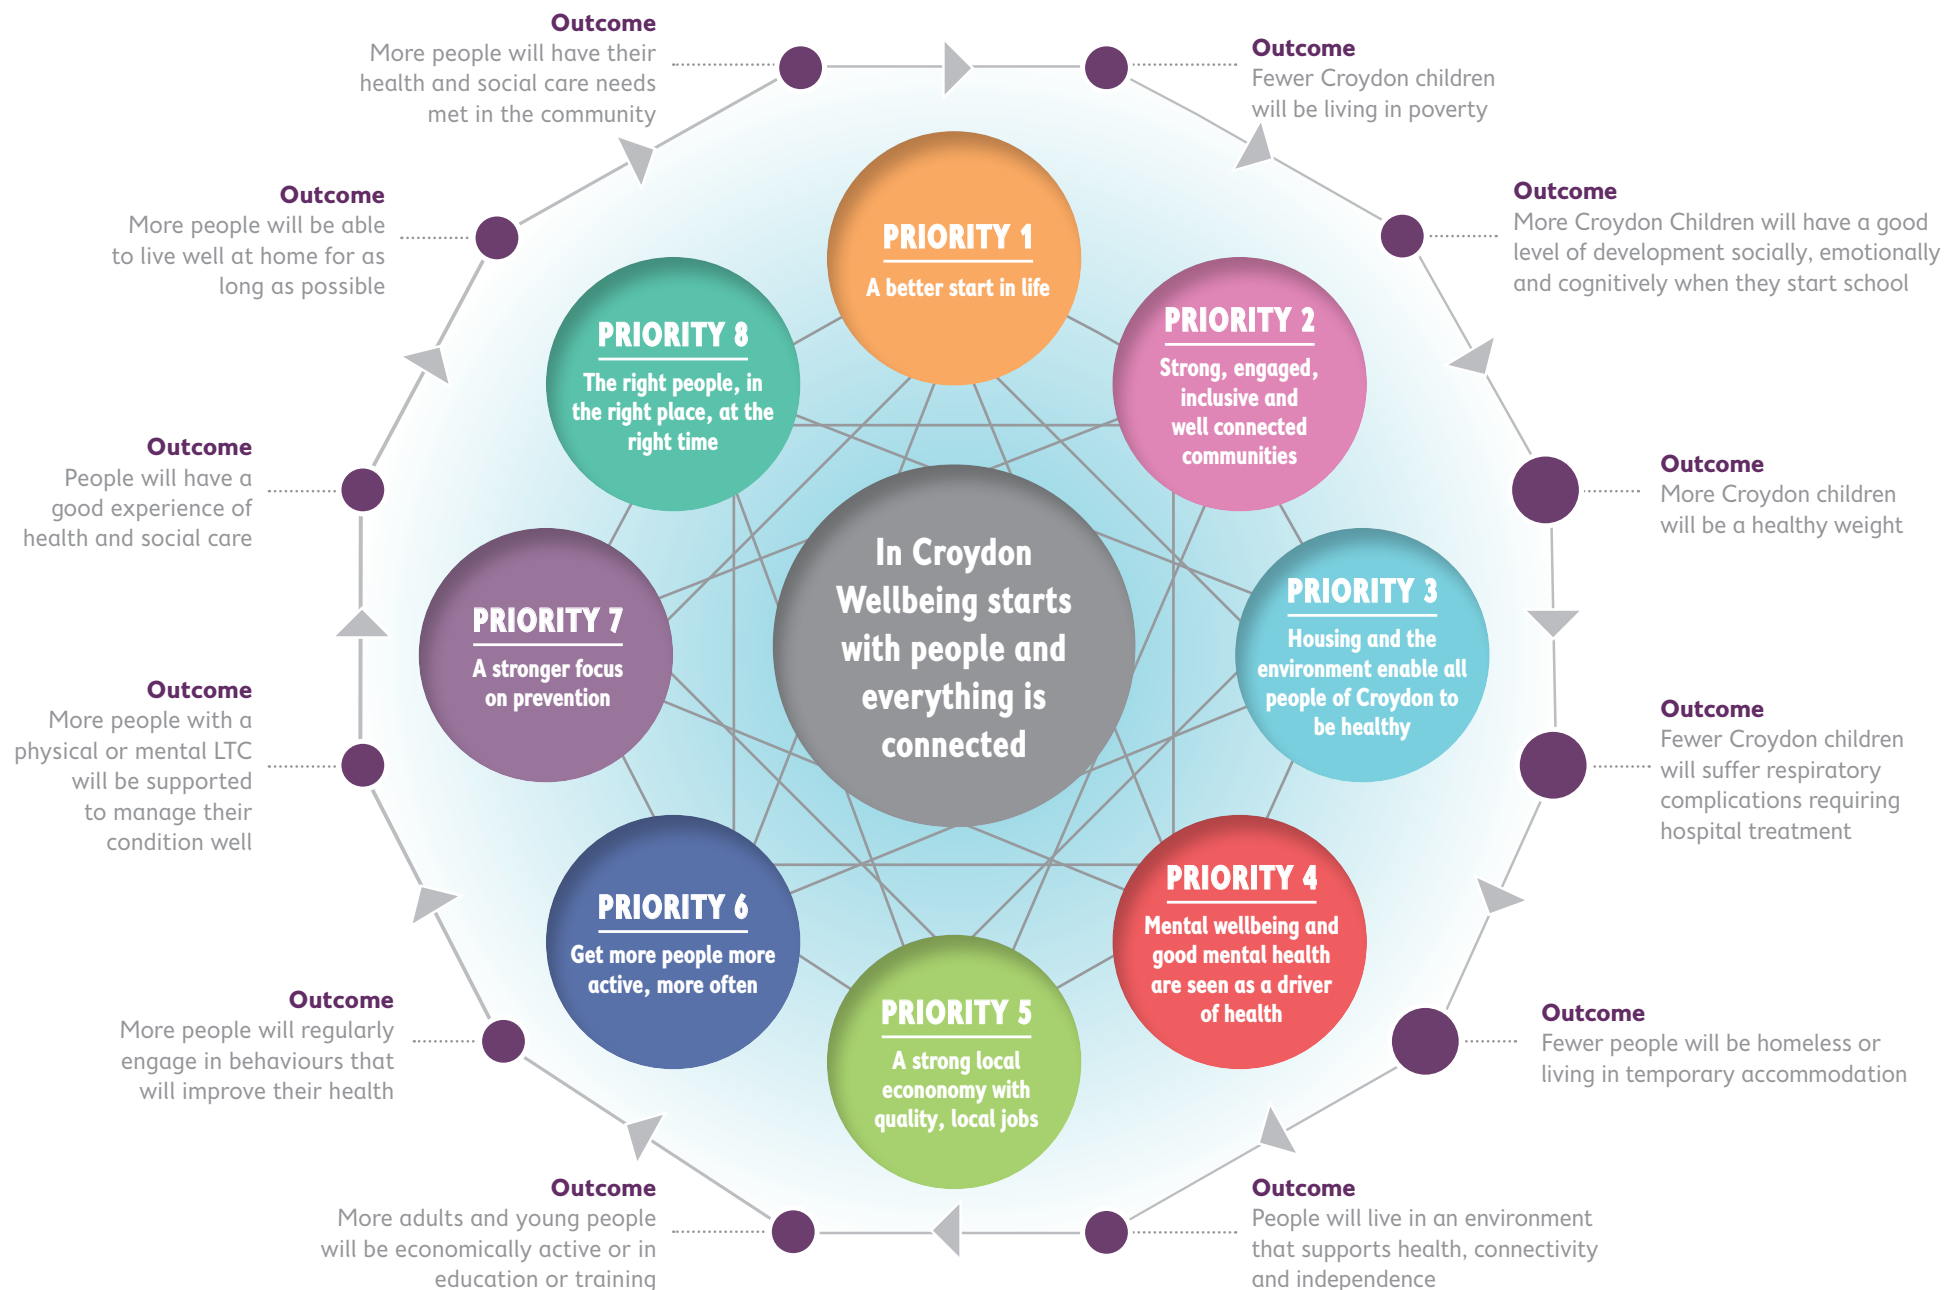 Outcome
More people will have their
health and social care needs
met in the community
Outcome
Fewer Croydon children
will be living in poverty
Outcome
More people will be able
to live well at home for as
long as possible
Outcome
More Croydon Children will have a good
level of development socially, emotionally
and cognitively when they start school
PRIORITY 1
A better start in life
PRIORITY 8
The right people, in
the right place, at the
right time
PRIORITY 2
Strong, engaged,
inclusive and
well connected
communities
Outcome
People will have a
good experience of
health and social care
Outcome
More Croydon children
will be a healthy weight
In Croydon
Wellbeing starts
with people and
everything is
connected
PRIORITY 7
A stronger focus
on prevention
PRIORITY 3
Housing and the
environment enable all
people of Croydon to
be healthy
Outcome
More people with a
physical or mental LTC
will be supported
to manage their
condition well
Outcome
Fewer Croydon children
will suffer respiratory
complications requiring
hospital treatment
PRIORITY 6
Get more people more
active, more often
PRIORITY 4
Mental wellbeing and
good mental health
are seen as a driver
of health
PRIORITY 5
A strong local
econonomy with
quality, local jobs
Outcome
More people will regularly
engage in behaviours that
will improve their health
Outcome
Fewer people will be homeless or
living in temporary accommodation
Outcome
More adults and young people
will be economically active or in
education or training
Outcome
People will live in an environment
that supports health, connectivity
and independence